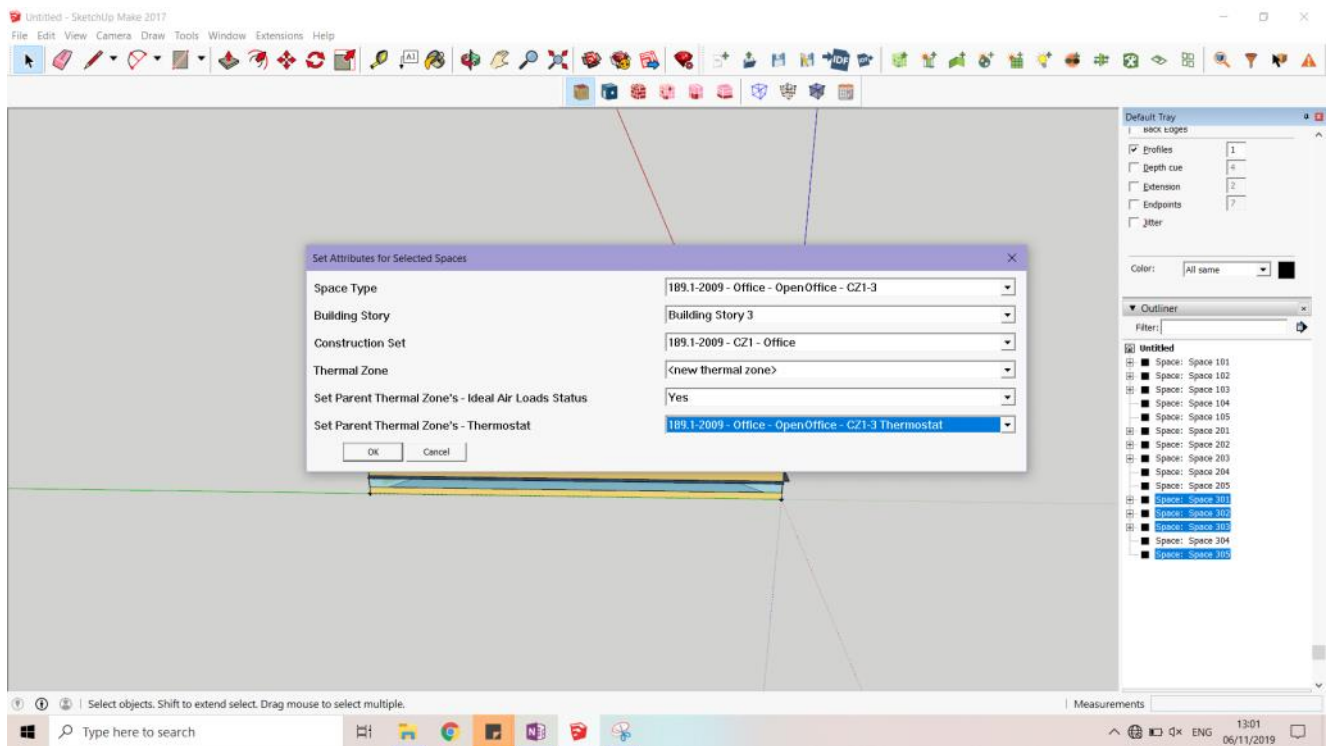 Untitled - SketchUp Make 2017
File Edit View Camera Draw Tools Window Extensions Help
A1
IDF
Default Tray
Back Edges
Profiles 1
Depth cue 4
Extension 2
Endpoints 7
Jitter
Color: All same
Outliner
Filter:
Untitled
Space: Space 101
Space: Space 102
Space: Space 103
Space: Space 104
Space: Space 105
Space: Space 201
Space: Space 202
Space: Space 203
Space: Space 204
Space: Space 205
Space: Space 301
Space: Space 302
Space: Space 303
Space: Space 304
Space: Space 305
Set Attributes for Selected Spaces
Space Type 189.1-2009 - Office - OpenOffice - CZ1-3
Building Story Building Story 3
Construction Set 189.1-2009 - CZ1 - Office
Thermal Zone <new thermal zone>
Set Parent Thermal Zone's - Ideal Air Loads Status Yes
Set Parent Thermal Zone's - Thermostat 189.1-2009 - Office - OpenOffice - CZ1-3 Thermostat
OK Cancel
Select objects. Shift to extend select. Drag mouse to select multiple. Measurements
Type here to search
N
ENG 13:01
06/11/2019